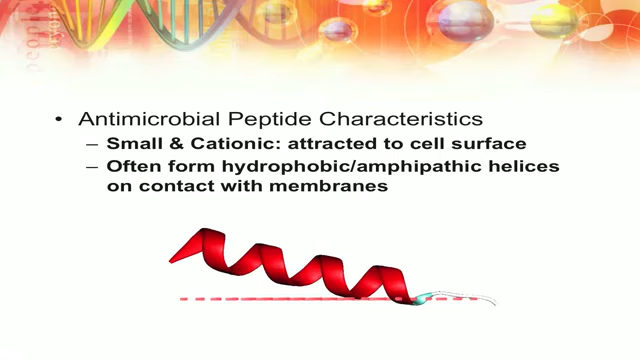 • Antimicrobial Peptide Characteristics
– Small & Cationic: attracted to cell surface
– Often form hydrophobic/amphipathic helices
on contact with membranes